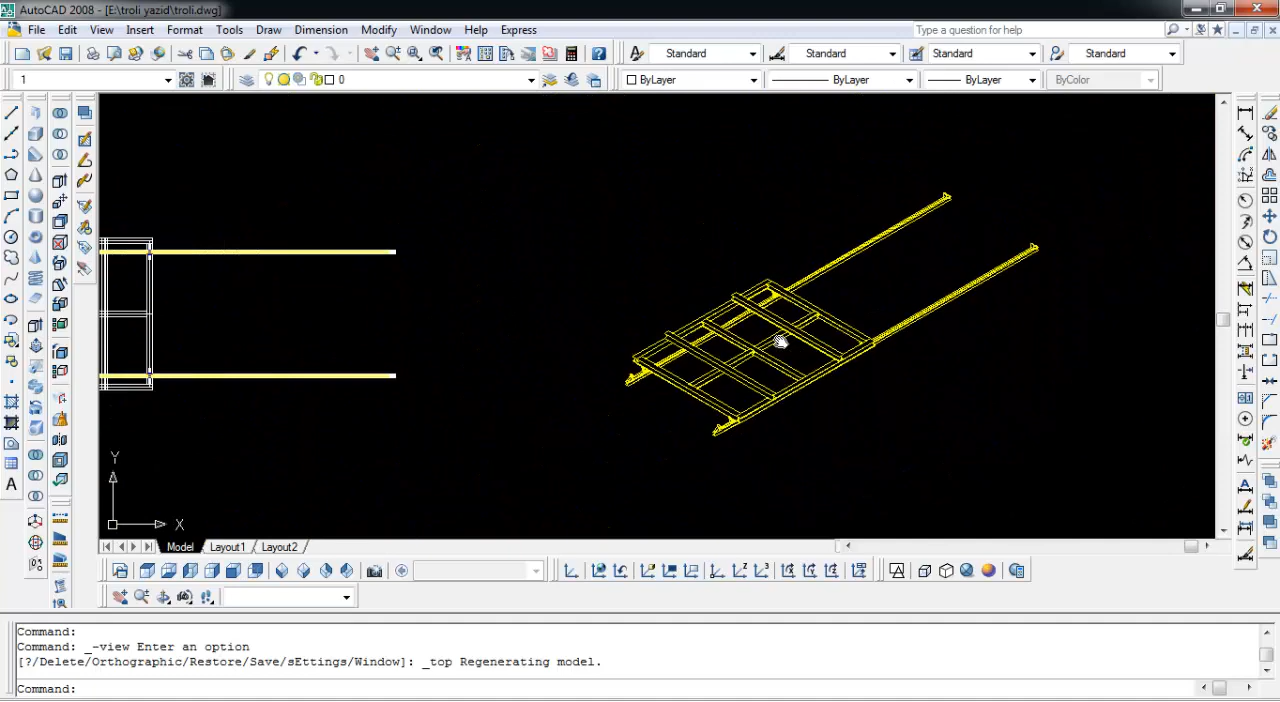 AutoCAD 2008 - [E:\troli yazid\troli.dwg]
File Edit View Insert Format Tools Draw Dimension Modify Window Help Express
Type a question for help
Standard Standard Standard Standard
1 0 ByLayer ByLayer ByLayer ByColor
A
Y
X
Model Layout1 Layout2
Command:
Command: _-view Enter an option
[?/Delete/Orthographic/Restore/Save/sEttings/Window]: _top Regenerating model.
Command: